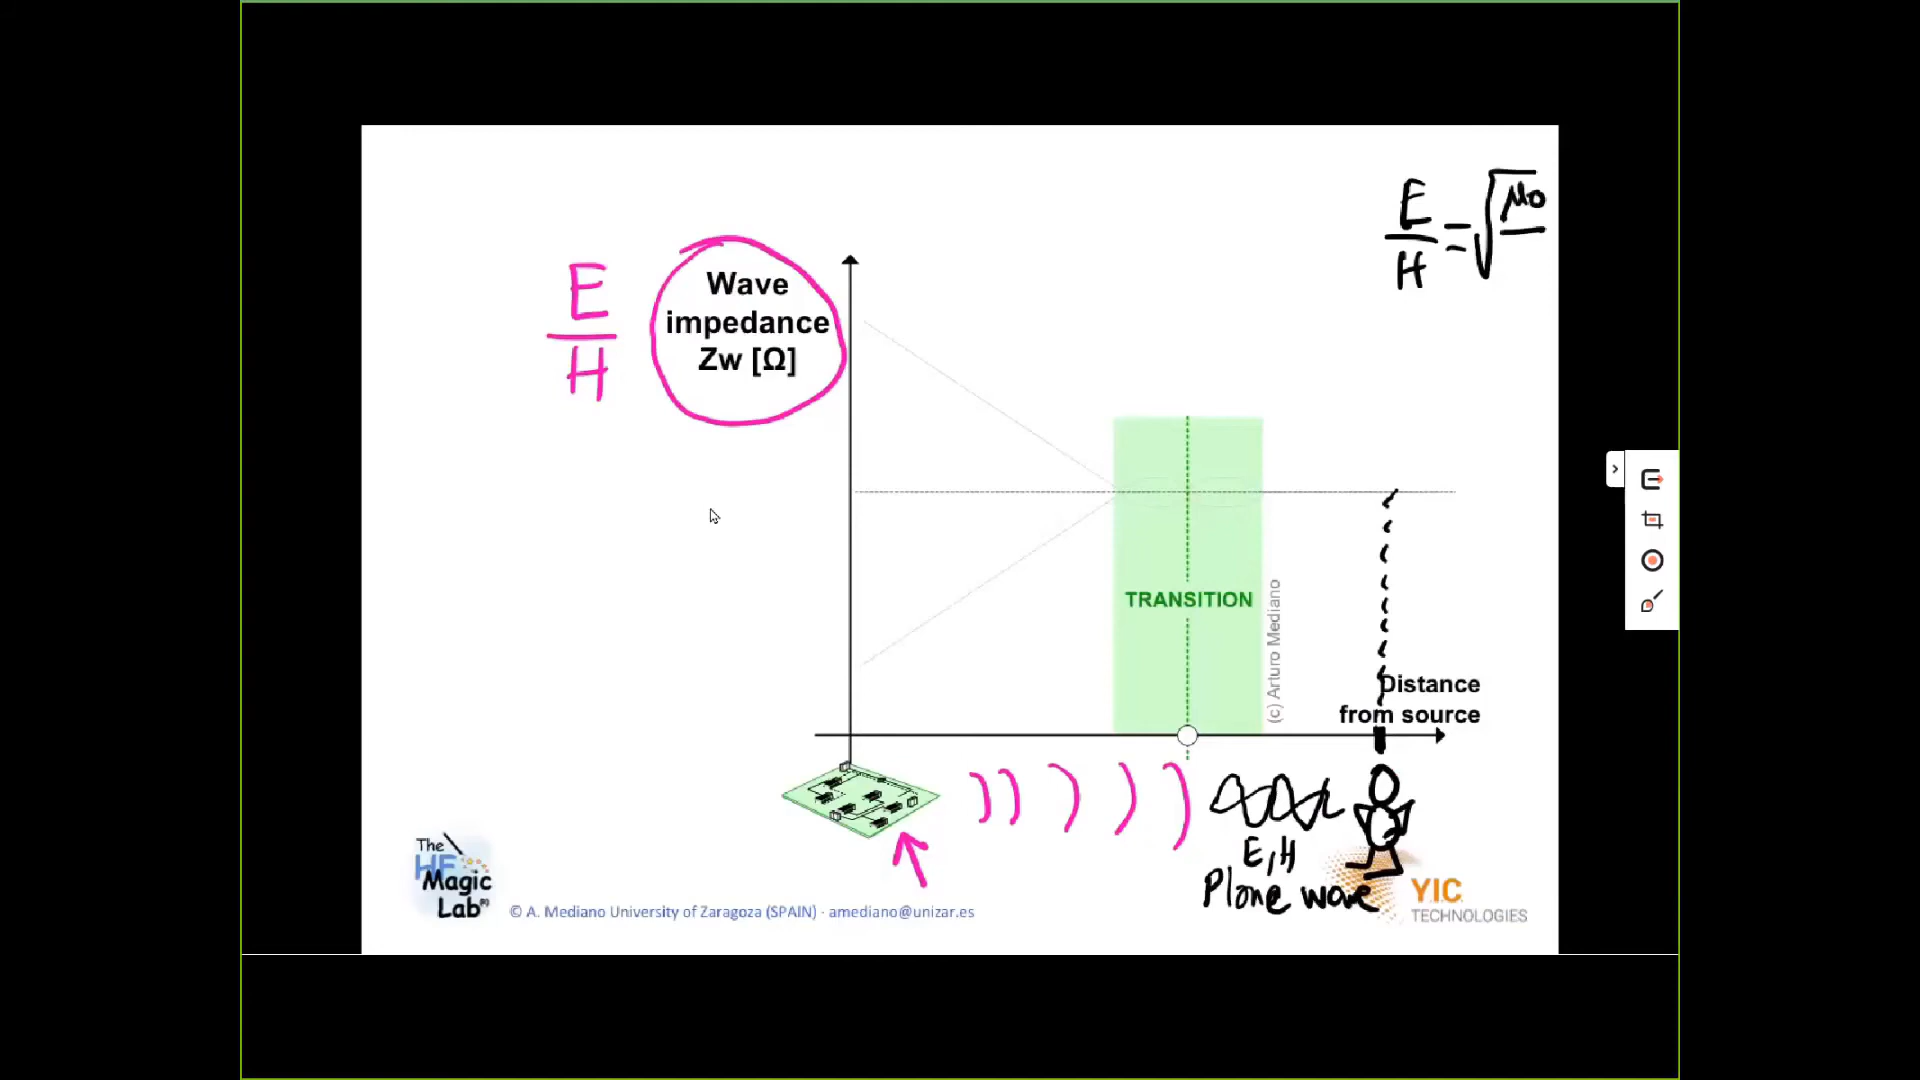 E
H
Wave
impedance
Zw [Ω]
E
H
=
√
μo
TRANSITION
(c) Arturo Mediano
Distance
from source
E,H
Plane wave
The
HF
Magic
Lab
© A. Mediano University of Zaragoza (SPAIN) · amediano@unizar.es
Y.I.C.
TECHNOLOGIES